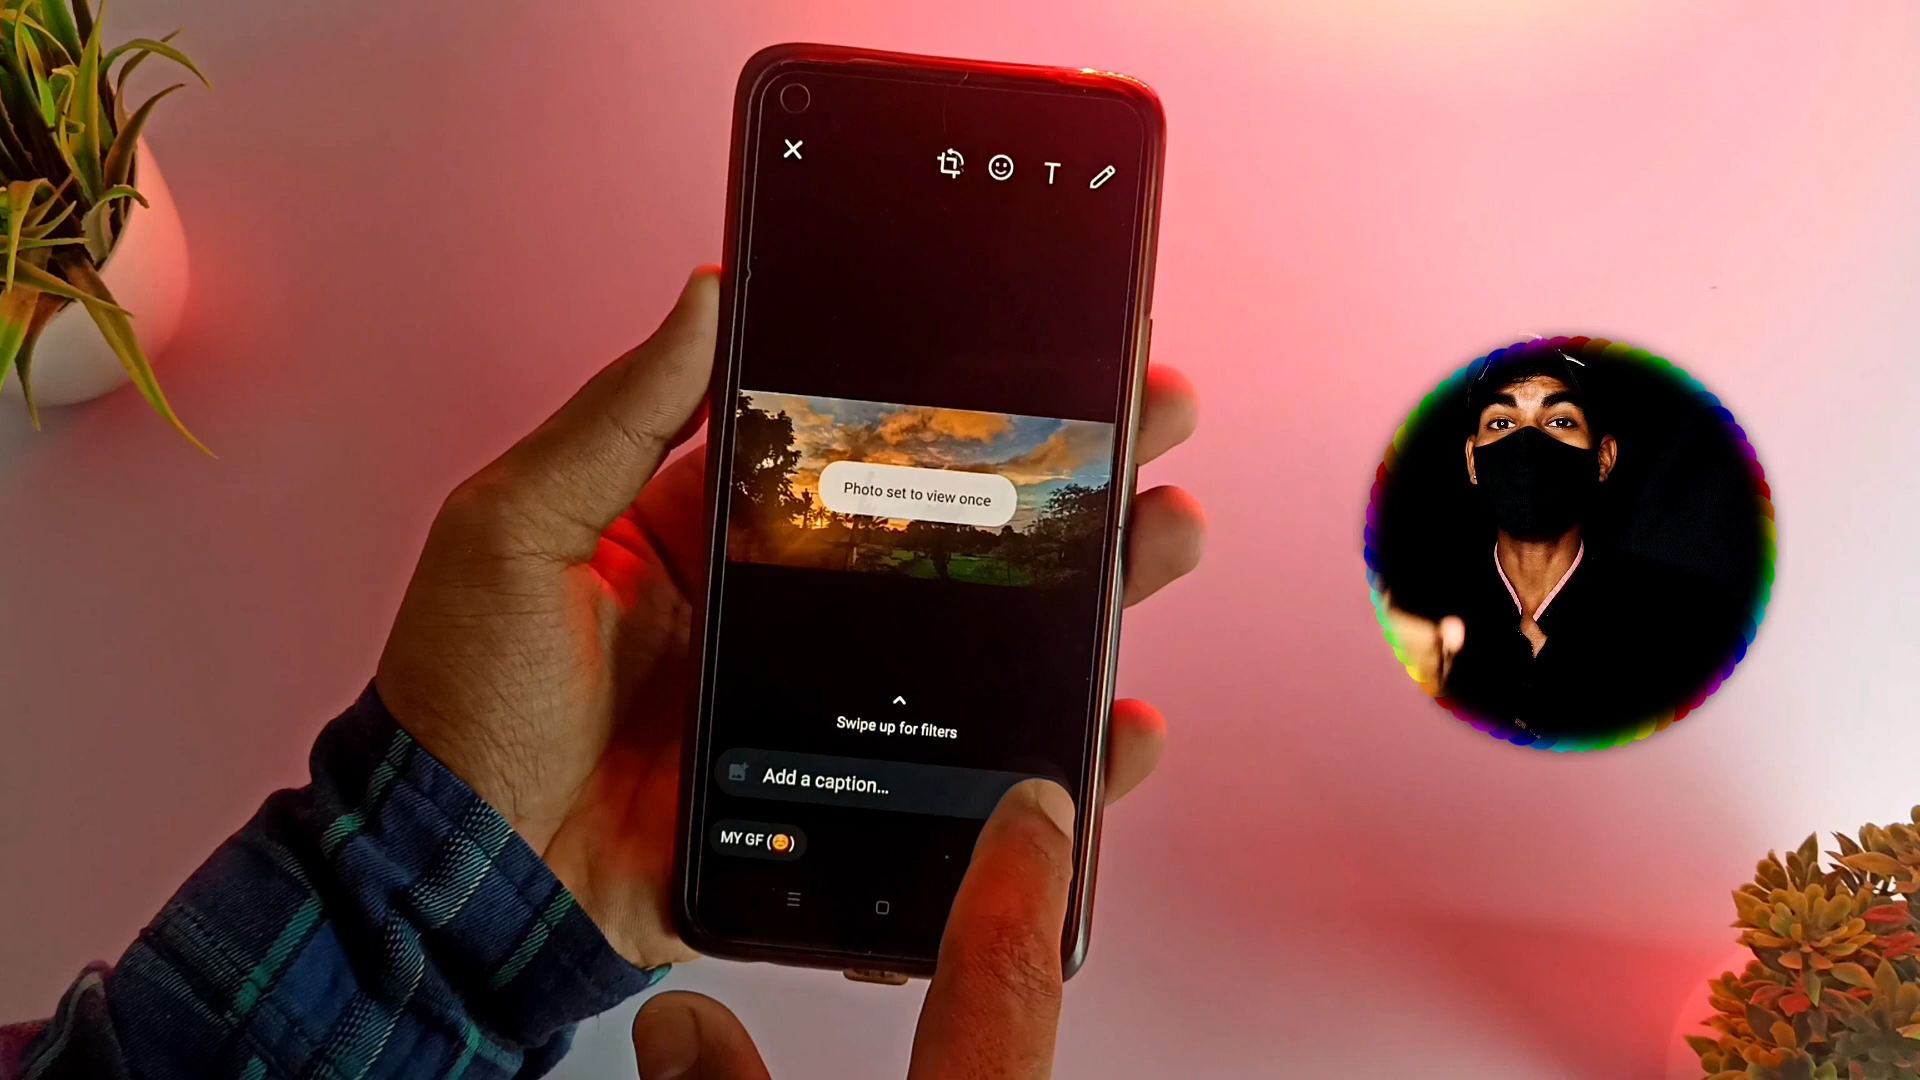 T
Photo set to view once
Swipe up for filters
Add a caption...
MY GF (☺️)